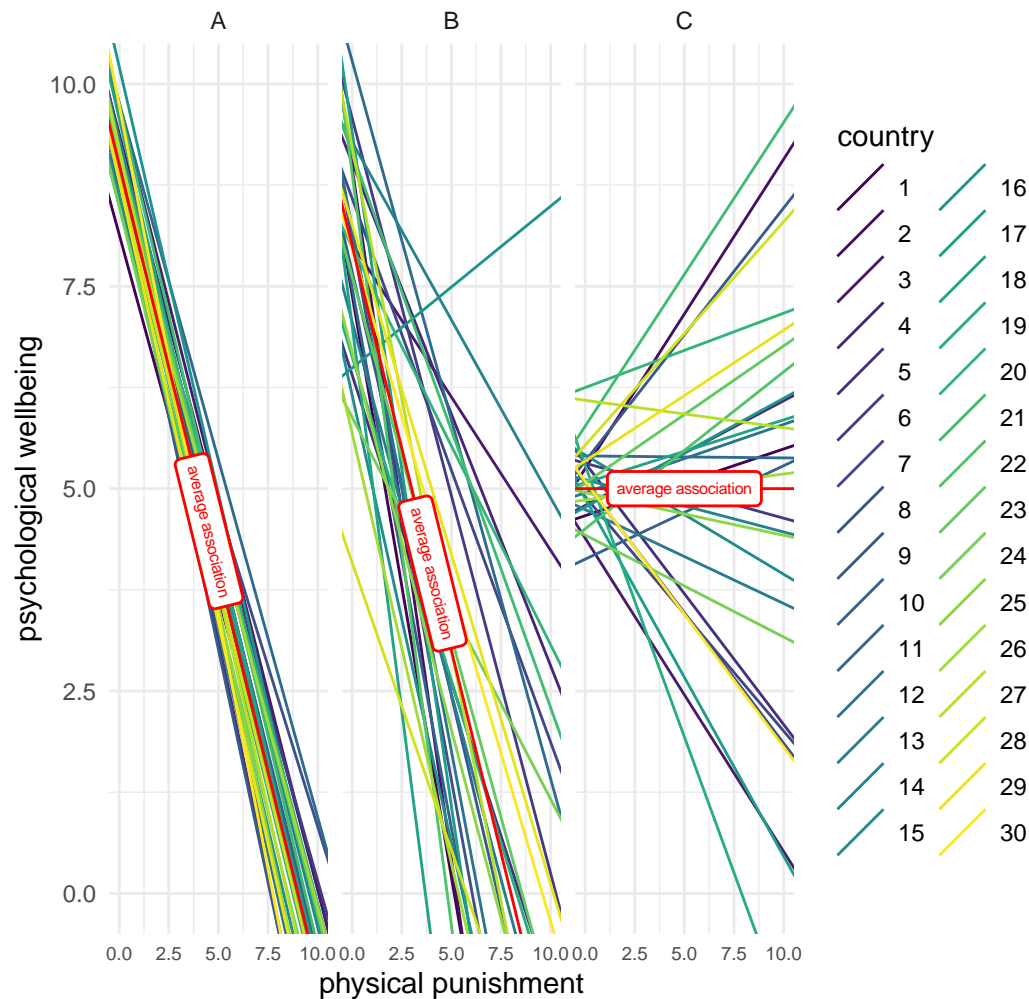 A B C
10.0
7.5
5.0
2.5
0.0
psychological wellbeing
average association
average association
average association
0.0 2.5 5.0 7.5 10.0 0.0 2.5 5.0 7.5 10.0 0.0 2.5 5.0 7.5 10.0
physical punishment
country
1 16
2 17
3 18
4 19
5 20
6 21
7 22
8 23
9 24
10 25
11 26
12 27
13 28
14 29
15 30